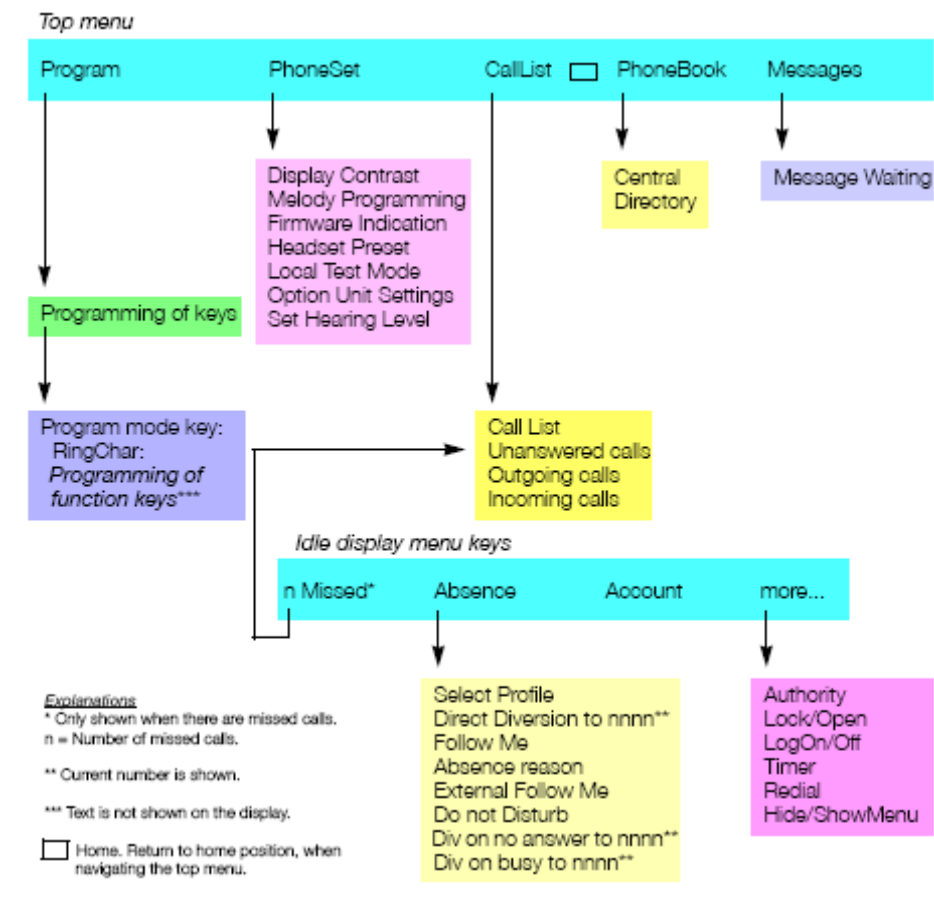 Top menu
Program PhoneSet CallList PhoneBook Messages
Display Contrast
Melody Programming
Firmware Indication
Headset Preset
Local Test Mode
Option Unit Settings
Set Hearing Level
Central
Directory
Message Waiting
Programming of keys
Program mode key:
RingChar:
Programming of
function keys***
Call List
Unanswered calls
Outgoing calls
Incoming calls
Idle display menu keys
n Missed* Absence Account more...
Select Profile
Direct Diversion to nnnn**
Follow Me
Absence reason
External Follow Me
Do not Disturb
Div on no answer to nnnn**
Div on busy to nnnn**
Authority
Lock/Open
LogOn/Off
Timer
Redial
Hide/ShowMenu
Explanations
* Only shown when there are missed calls.
n = Number of missed calls.
** Current number is shown.
*** Text is not shown on the display.
Home. Return to home position, when
navigating the top menu.